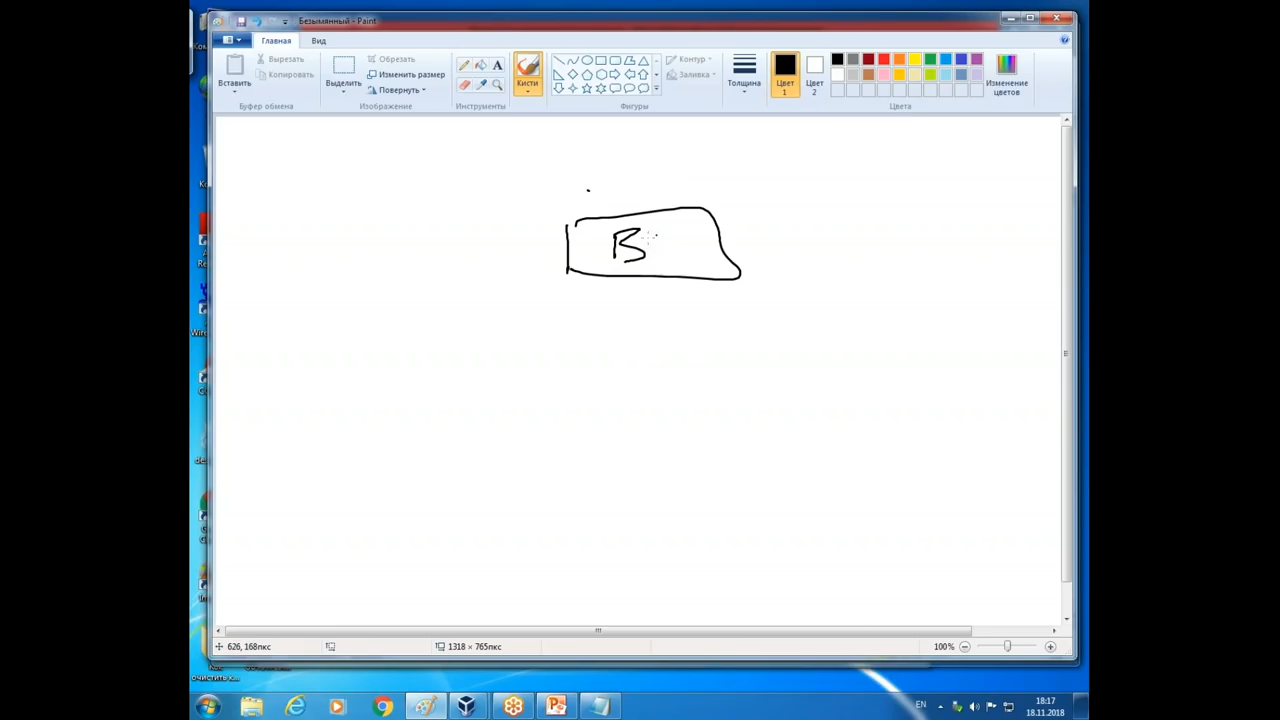 Безымянный - Paint
Главная
Вид
Вставить
Вырезать
Копировать
Буфер обмена
Выделить
Обрезать
Изменить размер
Повернуть
Изображение
A
Инструменты
Кисти
Контур
Заливка
Фигуры
Толщина
Цвет
1
Цвет
2
Изменение
цветов
Цвета
B
626, 168пкс
1318 × 765пкс
100%
очистить к...
EN
18:17
18.11.2018